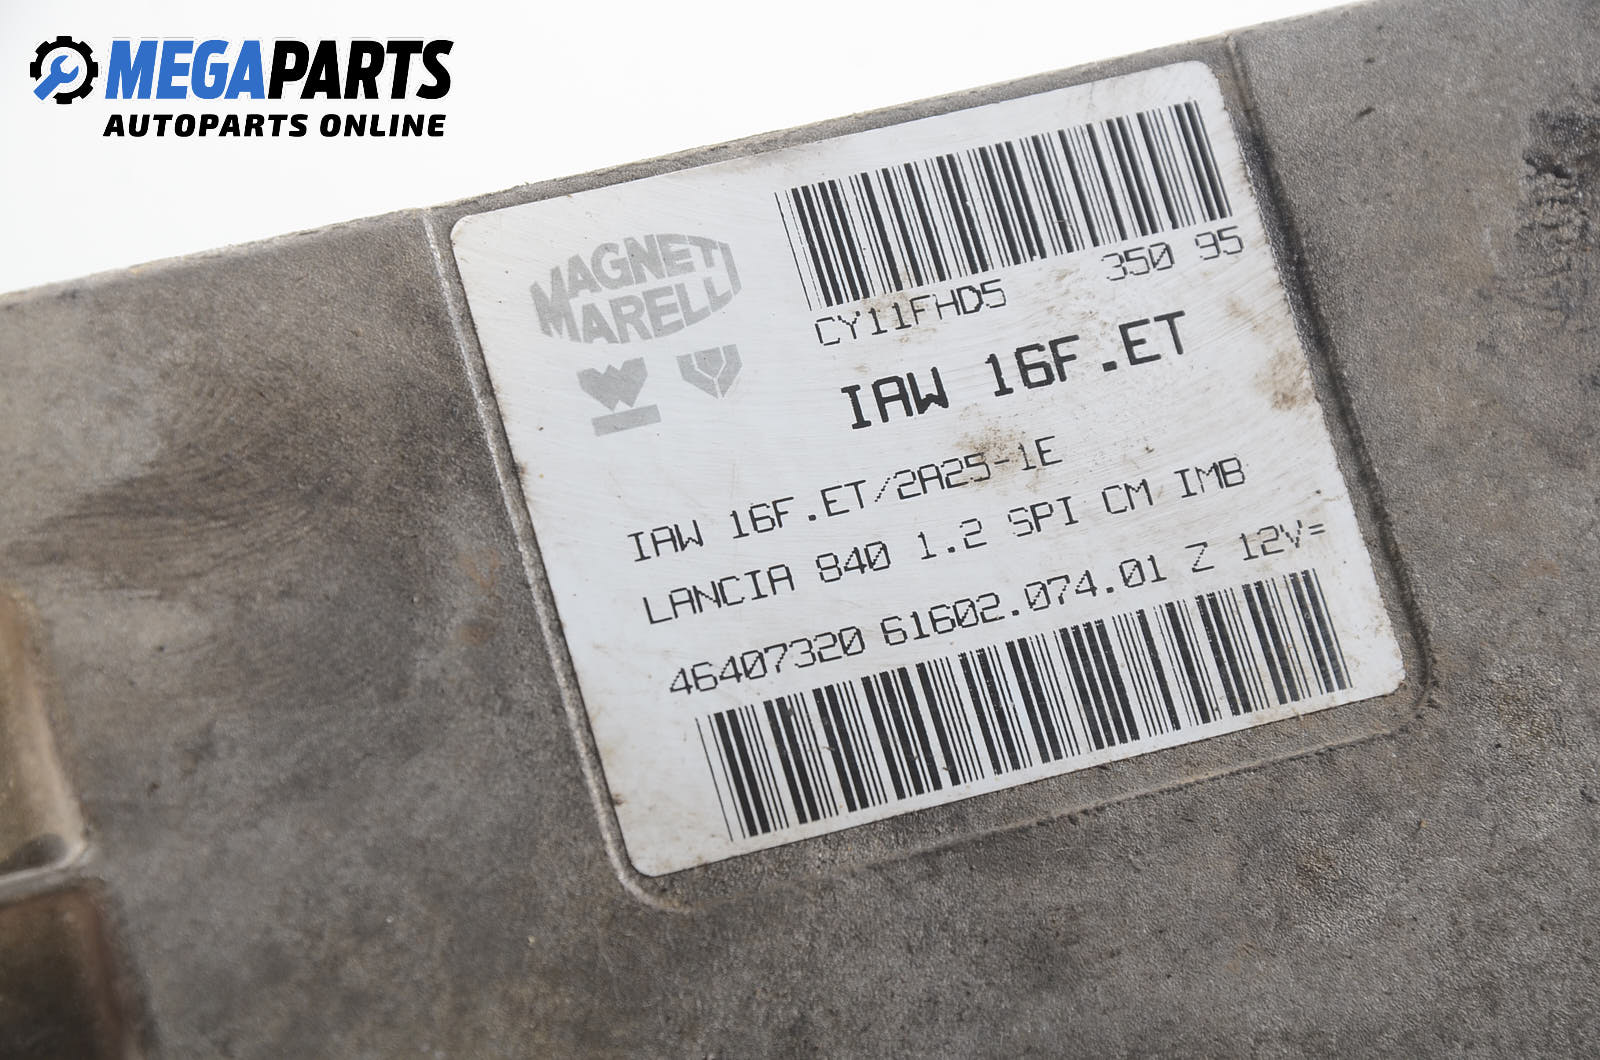 MEGAPARTS
AUTOPARTS ONLINE
MAGNETI
MARELLI
CY11FHD5 350 95
IAW 16F.ET
IAW 16F.ET/2A25-1E
LANCIA 840 1.2 SPI CM IMB
46407320 61602.074.01 Z 12V=